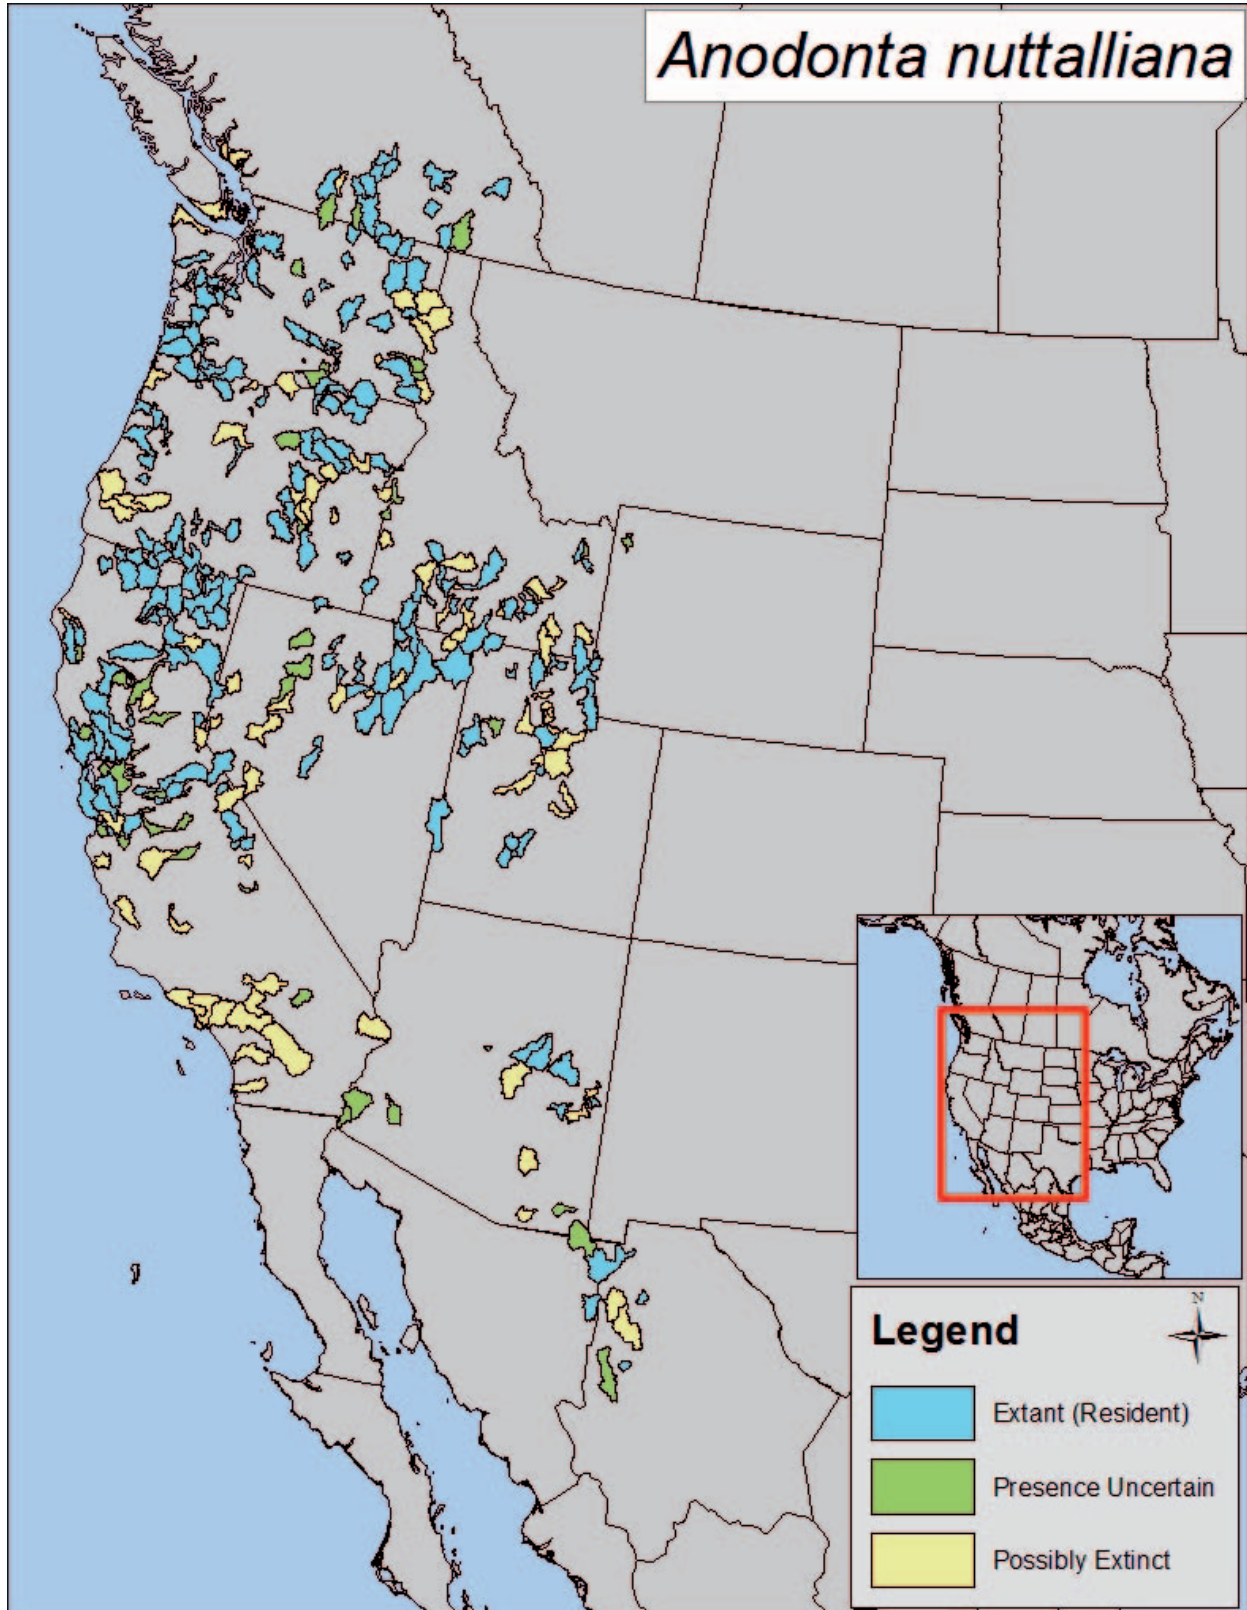 Anodonta nuttalliana
N
Legend
Extant (Resident)
Presence Uncertain
Possibly Extinct